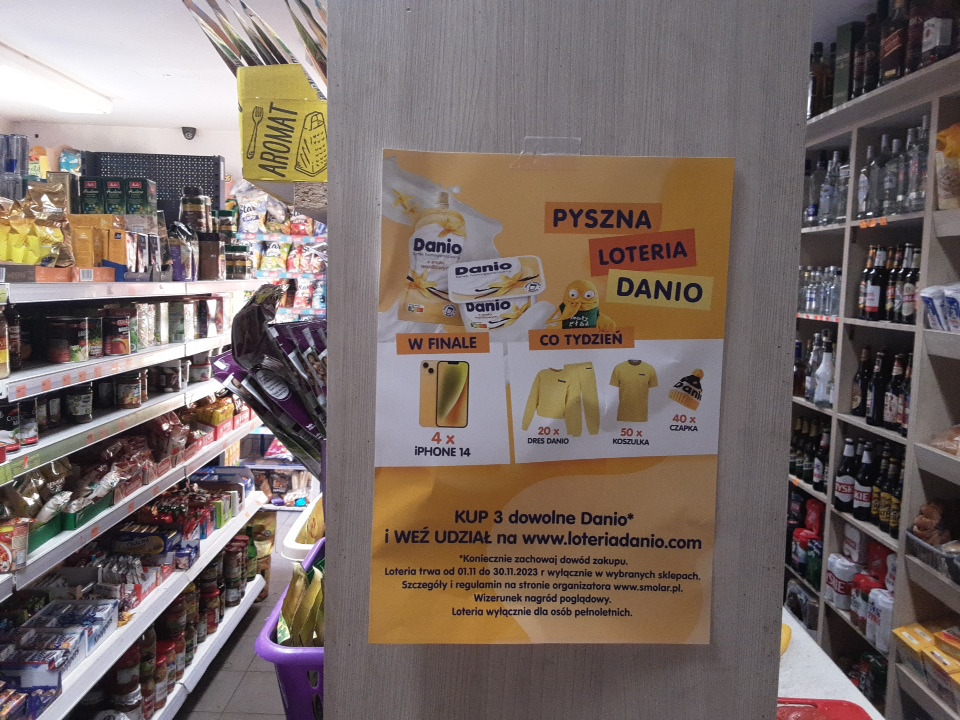 AROMAT
PYSZNA
LOTERIA
DANIO
Danio
Danio
Danio
W FINALE
CO TYDZIEŃ
4 x
iPHONE 14
20 x
DRES DANIO
50 x
KOSZULKA
40 x
CZAPKA
KUP 3 dowolne Danio*
i WEŹ UDZIAŁ na www.loteriadanio.com
*Koniecznie zachowaj dowód zakupu.
Loteria trwa od 01.11 do 30.11.2023 r wyłącznie w wybranych sklepach.
Szczegóły i regulamin na stronie organizatora www.smolar.pl.
Wizerunek nagród poglądowy.
Loteria wyłącznie dla osób pełnoletnich.